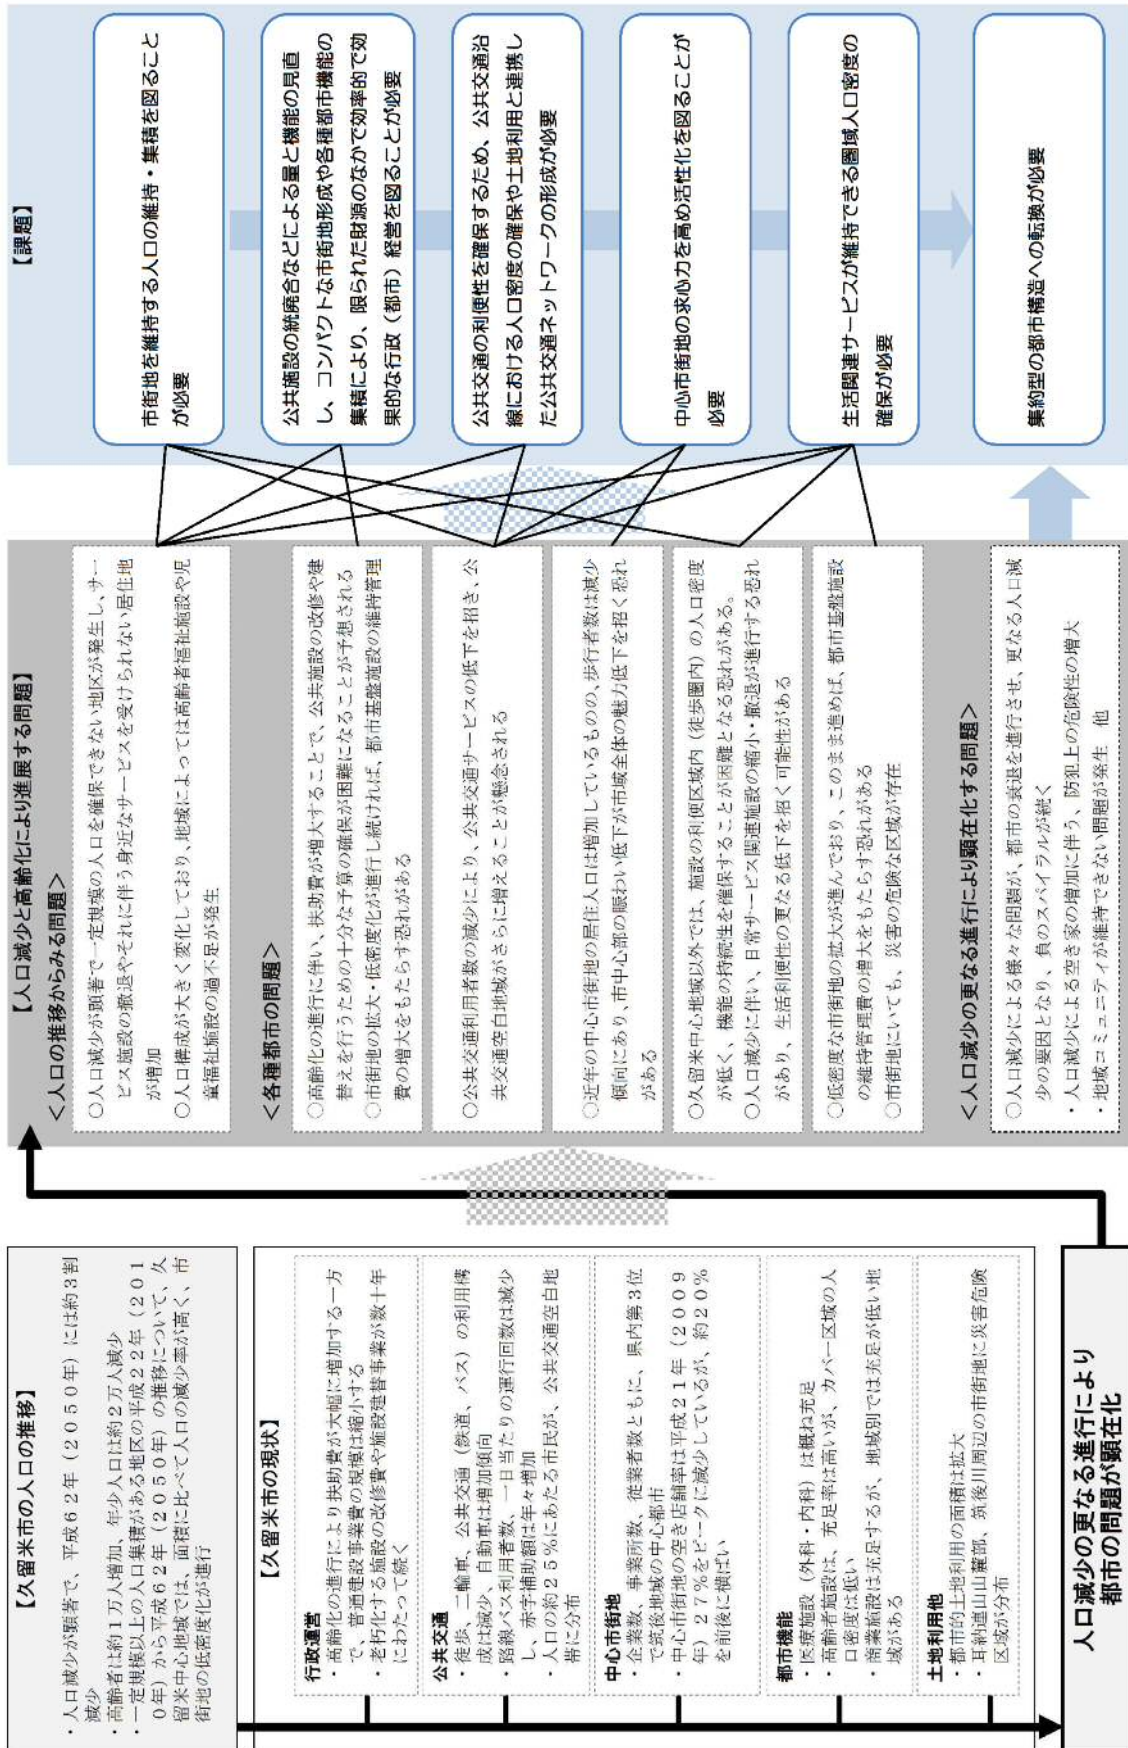 【久留米市の人口の推移】
・人口減少が顕著で、平成６２年（２０５０年）には約３割
減少
・高齢者は約１万人増加、年少人口は約２万人減少
・一定規模以上の人口集積がある地区の平成２２年（２０１
０年）から平成６２年（２０５０年）の推移について、久
留米中心地域では、面積に比べて人口の減少率が高く、市
街地の低密度化が進行
【久留米市の現状】
行政運営
・高齢化の進行により扶助費が大幅に増加する一方
で、普通建設事業費の規模は縮小する
・老朽化する施設の改修費や施設建替事業が数十年
にわたって続く
公共交通
・徒歩、二輪車、公共交通（鉄道、バス）の利用構
成は減少、自動車は増加傾向
・路線バス利用者数、一日当たりの運行回数は減少
し、赤字補助額は年々増加
・人口の約２５％にあたる市民が、公共交通空白地
帯に分布
中心市街地
・企業数、事業所数、従業者数ともに、県内第３位
で筑後地域の中心都市
・中心市街地の空き店舗率は平成２１年（２００９
年）２７％をピークに減少しているが、約２０％
を前後に横ばい
都市機能
・医療施設（外科・内科）は概ね充足
・高齢者施設は、充足率は高いが、カバー区域の人
口密度は低い
・商業施設は充足するが、地域別では充足が低い地
域がある
土地利用他
・都市的土地利用の面積は拡大
・耳納連山山麓部、筑後川周辺の市街地に災害危険
区域が分布
人口減少の更なる進行により
都市の問題が顕在化
【人口減少と高齢化により進展する問題】
＜人口の推移からみる問題＞
○人口減少が顕著で一定規模の人口を確保できない地区が発生し、サー
ビス施設の撤退やそれに伴う身近なサービスを受けられない居住地
が増加
○人口構成が大きく変化しており、地域によっては高齢者福祉施設や児
童福祉施設の過不足が発生
＜各種都市の問題＞
○高齢化の進行に伴い、扶助費が増大することで、公共施設の改修や建
替えを行うための十分な予算の確保が困難になることが予想される
○市街地の拡大・低密度化が進行し続ければ、都市基盤施設の維持管理
費の増大をもたらす恐れがある
○公共交通利用者数の減少により、公共交通サービスの低下を招き、公
共交通空白地域がさらに増えることが懸念される
○近年の中心市街地の居住人口は増加しているものの、歩行者数は減少
傾向にあり、市中心部の賑わい低下が市域全体の魅力低下を招く恐れ
がある
○久留米中心地域以外では、施設の利便区域内（徒歩圏内）の人口密度
が低く、機能の持続性を確保することが困難となる恐れがある。
○人口減少に伴い、日常サービス関連施設の縮小・撤退が進行する恐れ
があり、生活利便性の更なる低下を招く可能性がある
○低密度な市街地の拡大が進んでおり、このまま進めば、都市基盤施設
の維持管理費の増大をもたらす恐れがある
○市街地にいても、災害の危険な区域が存在
＜人口減少の更なる進行により顕在化する問題＞
○人口減少による様々な問題が、都市の衰退を進行させ、更なる人口減
少の要因となり、負のスパイラルが続く
・人口減少による空き家の増加に伴う、防犯上の危険性の増大
・地域コミュニティが維持できない問題が発生　他
【課題】
市街地を維持する人口の維持・集積を図ること
が必要
公共施設の統廃合などによる量と機能の見直
し、コンパクトな市街地形成や各種都市機能の
集積により、限られた財源のなかで効率的で効
果的な行政（都市）経営を図ることが必要
公共交通の利便性を確保するため、公共交通沿
線における人口密度の確保や土地利用と連携し
た公共交通ネットワークの形成が必要
中心市街地の求心力を高め活性化を図ることが
必要
生活関連サービスが維持できる圏域人口密度の
確保が必要
集約型の都市構造への転換が必要